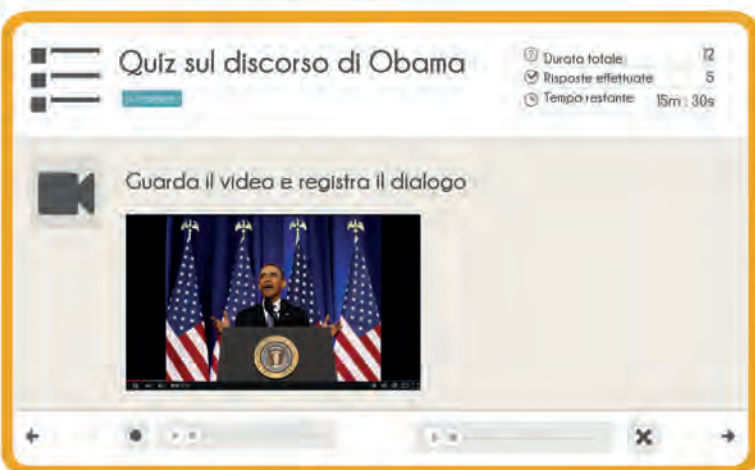 Quiz sul discorso di Obama
Durata totale 12
Risposte effettuate 5
Tempo restante 15m : 30s
Guarda il video e registra il dialogo